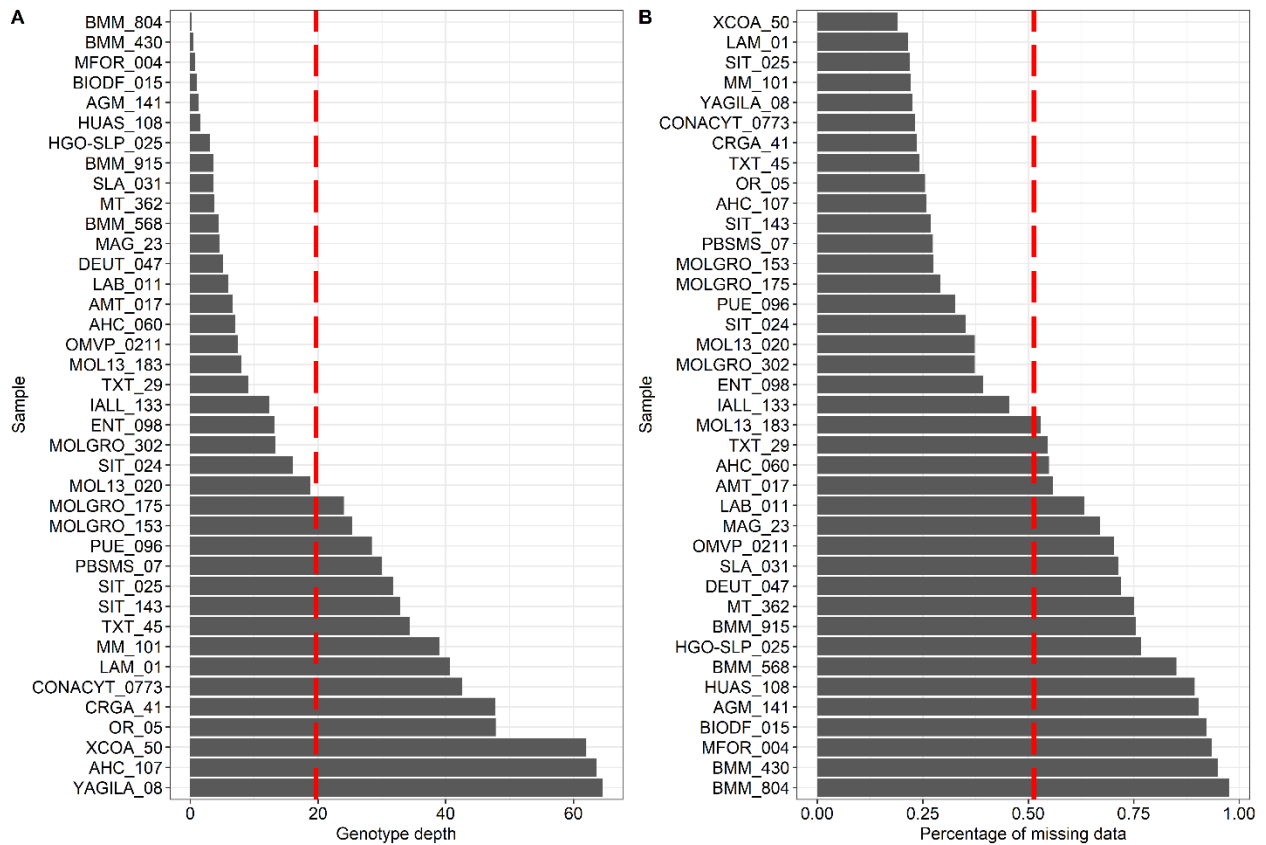 A
Sample
BMM_804
BMM_430
MFOR_004
BIODF_015
AGM_141
HUAS_108
HGO-SLP_025
BMM_915
SLA_031
MT_362
BMM_568
MAG_23
DEUT_047
LAB_011
AMT_017
AHC_060
OMVP_0211
MOL13_183
TXT_29
IALL_133
ENT_098
MOLGRO_302
SIT_024
MOL13_020
MOLGRO_175
MOLGRO_153
PUE_096
PBSMS_07
SIT_025
SIT_143
TXT_45
MM_101
LAM_01
CONACYT_0773
CRGA_41
OR_05
XCOA_50
AHC_107
YAGILA_08
0 20 40 60
Genotype depth
B
Sample
XCOA_50
LAM_01
SIT_025
MM_101
YAGILA_08
CONACYT_0773
CRGA_41
TXT_45
OR_05
AHC_107
SIT_143
PBSMS_07
MOLGRO_153
MOLGRO_175
PUE_096
SIT_024
MOL13_020
MOLGRO_302
ENT_098
IALL_133
MOL13_183
TXT_29
AHC_060
AMT_017
LAB_011
MAG_23
OMVP_0211
SLA_031
DEUT_047
MT_362
BMM_915
HGO-SLP_025
BMM_568
HUAS_108
AGM_141
BIODF_015
MFOR_004
BMM_430
BMM_804
0.00 0.25 0.50 0.75 1.00
Percentage of missing data